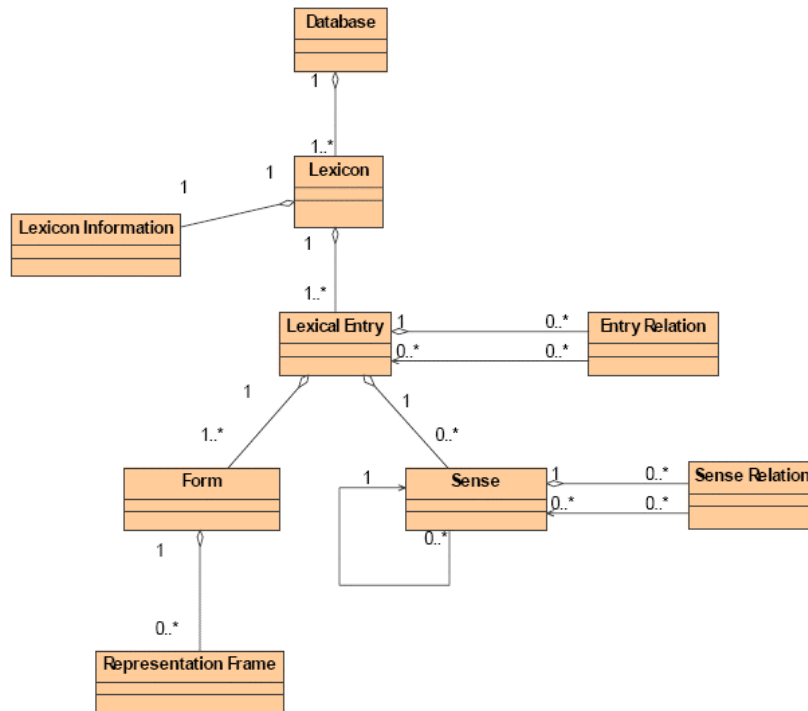 Database
1
1..*
1
1
Lexicon
Lexicon Information
1
1..*
Lexical Entry
1
0..*
Entry Relation
0..*
0..*
1
1
1..*
0..*
Form
1
Sense
1
0..*
Sense Relation
0..*
0..*
1
0..*
0..*
Representation Frame